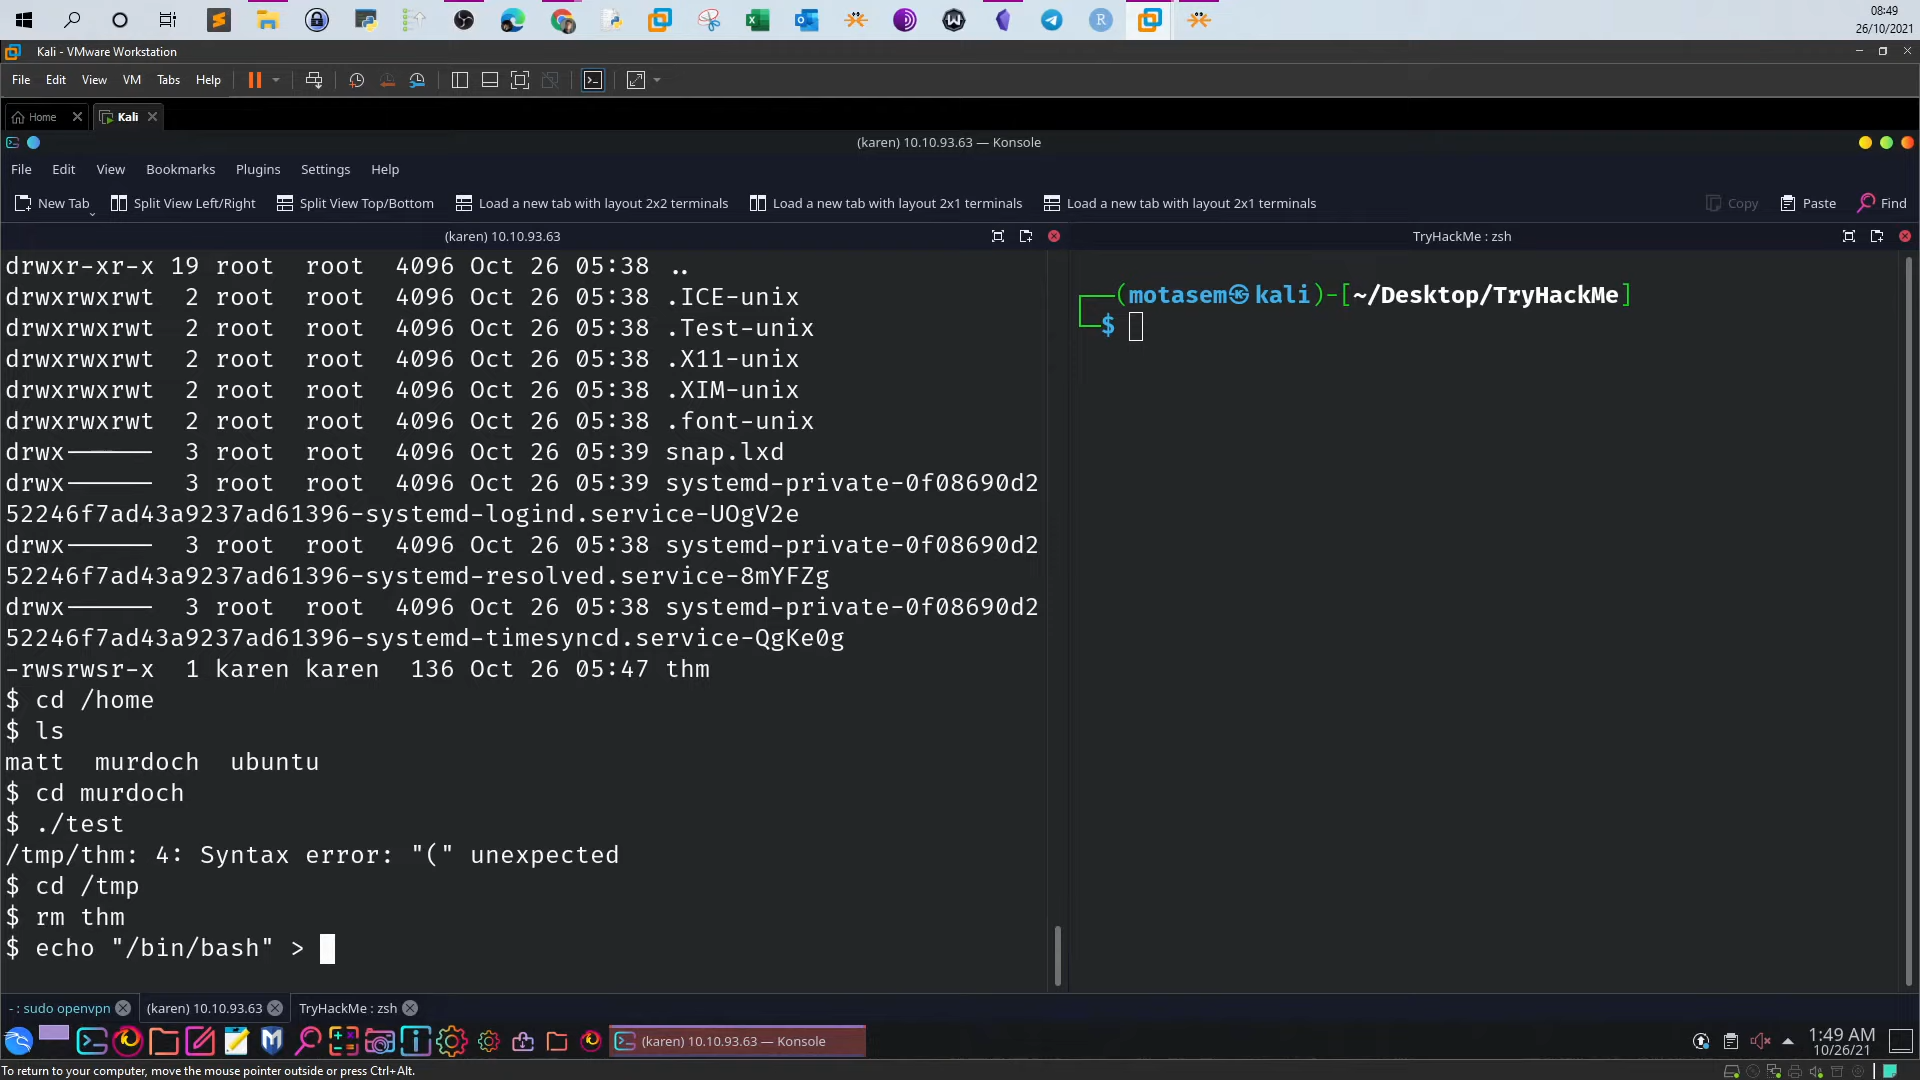 08:49
26/10/2021
Kali - VMware Workstation
File Edit View VM Tabs Help
Home Kali
(karen) 10.10.93.63 — Konsole
File Edit View Bookmarks Plugins Settings Help
New Tab Split View Left/Right Split View Top/Bottom Load a new tab with layout 2x2 terminals Load a new tab with layout 2x1 terminals Load a new tab with layout 2x1 terminals Copy Paste Find
(karen) 10.10.93.63
drwxr-xr-x 19 root root 4096 Oct 26 05:38 ..
drwxrwxrwt 2 root root 4096 Oct 26 05:38 .ICE-unix
drwxrwxrwt 2 root root 4096 Oct 26 05:38 .Test-unix
drwxrwxrwt 2 root root 4096 Oct 26 05:38 .X11-unix
drwxrwxrwt 2 root root 4096 Oct 26 05:38 .XIM-unix
drwxrwxrwt 2 root root 4096 Oct 26 05:38 .font-unix
drwx------ 3 root root 4096 Oct 26 05:39 snap.lxd
drwx------ 3 root root 4096 Oct 26 05:39 systemd-private-0f08690d2
52246f7ad43a9237ad61396-systemd-logind.service-UOgV2e
drwx------ 3 root root 4096 Oct 26 05:38 systemd-private-0f08690d2
52246f7ad43a9237ad61396-systemd-resolved.service-8mYFZg
drwx------ 3 root root 4096 Oct 26 05:38 systemd-private-0f08690d2
52246f7ad43a9237ad61396-systemd-timesyncd.service-QgKe0g
-rwsrwsr-x 1 karen karen 136 Oct 26 05:47 thm
$ cd /home
$ ls
matt murdoch ubuntu
$ cd murdoch
$ ./test
/tmp/thm: 4: Syntax error: "(" unexpected
$ cd /tmp
$ rm thm
$ echo "/bin/bash" >
TryHackMe : zsh
(motasem㉿kali)-[~/Desktop/TryHackMe]
$
- : sudo openvpn (karen) 10.10.93.63 TryHackMe : zsh
(karen) 10.10.93.63 — Konsole
1:49 AM
10/26/21
To return to your computer, move the mouse pointer outside or press Ctrl+Alt.